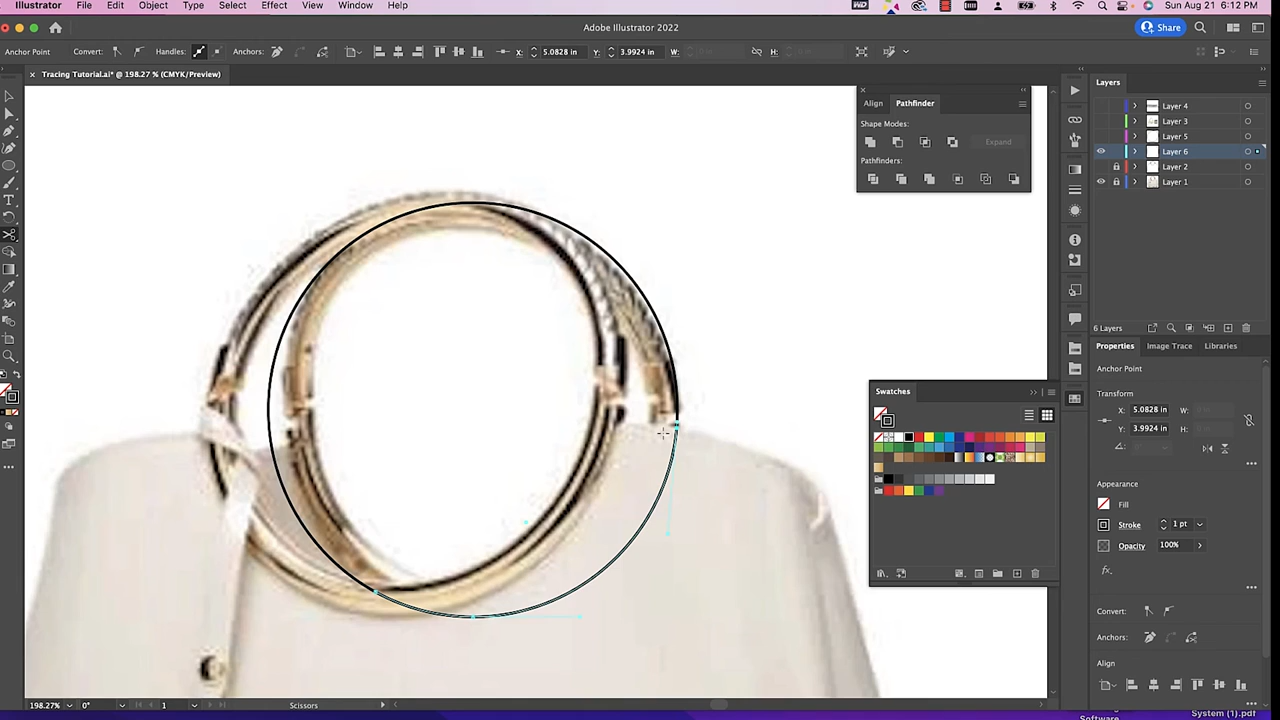 Illustrator File Edit Object Type Select Effect View Window Help Sun Aug 21 6:12 PM
Adobe Illustrator 2022 Share
Anchor Point Convert: Handles: Anchors: X: 5.0828 in Y: 3.9924 in W: H:
× Tracing Tutorial.ai* @ 198.27 % (CMYK/Preview)
Layers
Align Pathfinder
Shape Modes:
Expand
Pathfinders:
Layer 4
Layer 3
Layer 5
Layer 6
Layer 2
Layer 1
6 Layers
Properties Image Trace Libraries
Anchor Point
Transform
X: 5.0828 in W:
Y: 3.9924 in H:
Swatches
Appearance
Fill
Stroke 1 pt
Opacity 100%
fx.
Convert:
Anchors:
Align
198.27% 0° 1 Scissors
System (1).pdf
Software